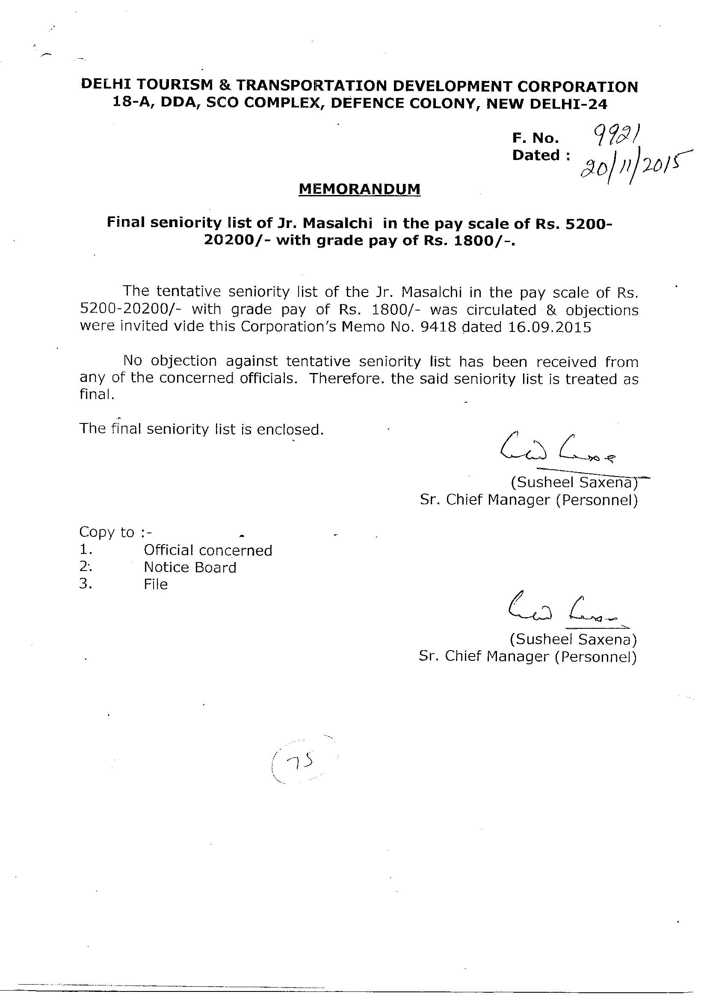 DELHI TOURISM & TRANSPORTATION DEVELOPMENT CORPORATION
18-A, DDA, SCO COMPLEX, DEFENCE COLONY, NEW DELHI-24
F. No. 9921
Dated : 20/11/2015
MEMORANDUM
Final seniority list of Jr. Masalchi in the pay scale of Rs. 5200-
20200/- with grade pay of Rs. 1800/-.
The tentative seniority list of the Jr. Masalchi in the pay scale of Rs.
5200-20200/- with grade pay of Rs. 1800/- was circulated & objections
were invited vide this Corporation's Memo No. 9418 dated 16.09.2015
No objection against tentative seniority list has been received from
any of the concerned officials. Therefore. the said seniority list is treated as
final.
The final seniority list is enclosed.
(Susheel Saxena)
Sr. Chief Manager (Personnel)
Copy to :-
1. Official concerned
2. Notice Board
3. File
(Susheel Saxena)
Sr. Chief Manager (Personnel)
75